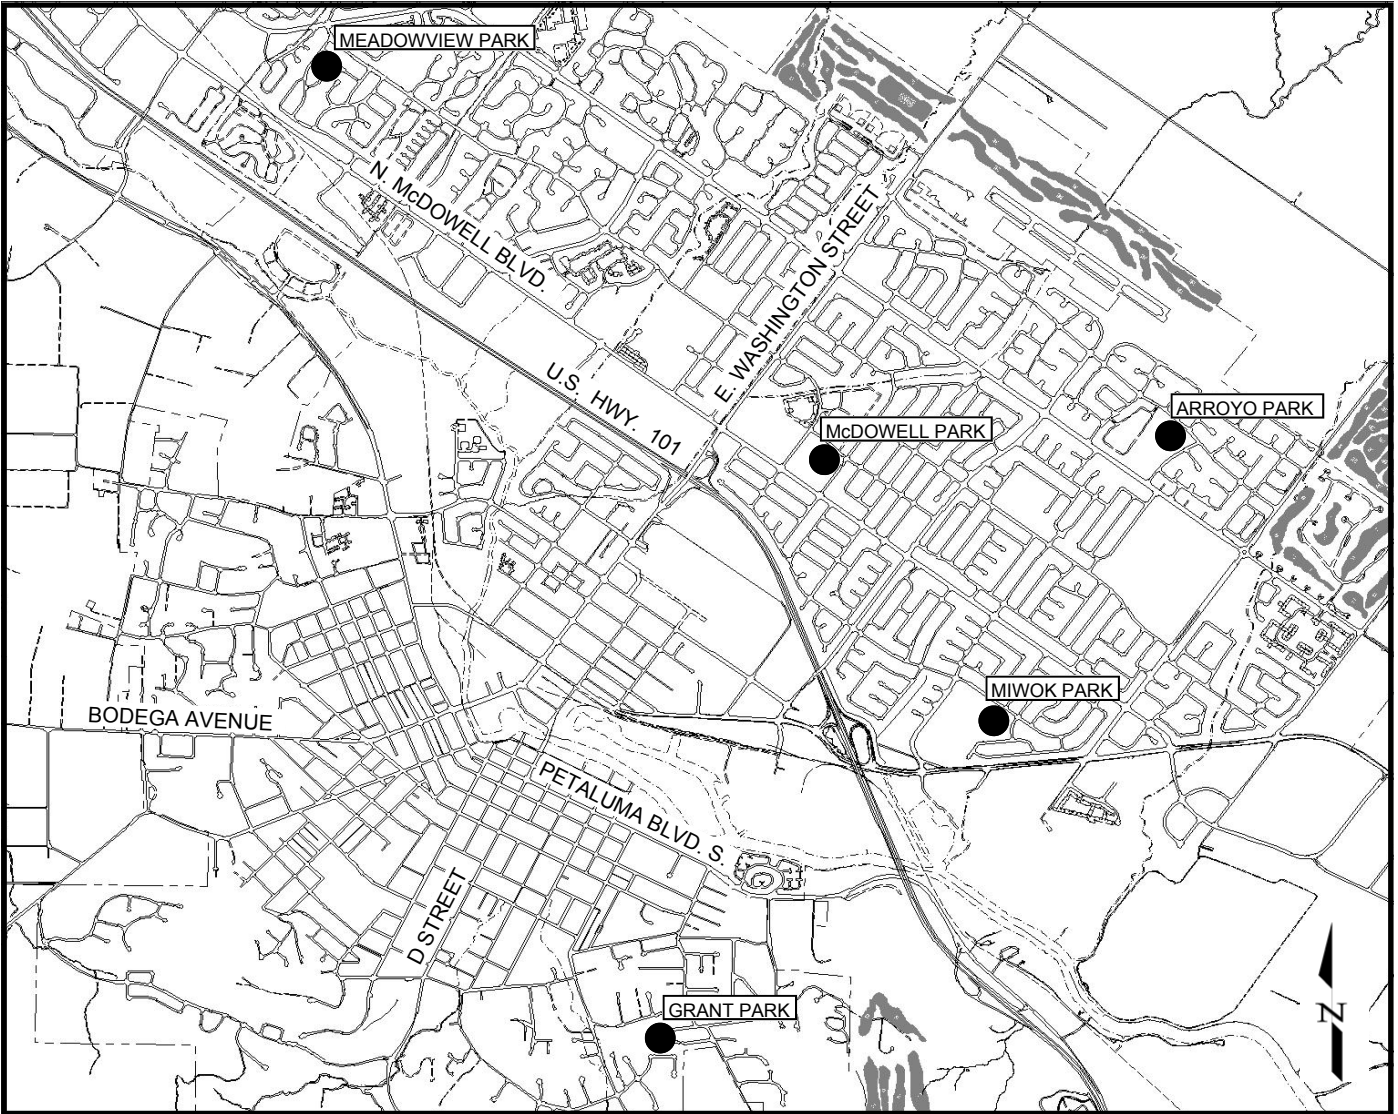 MEADOWVIEW PARK
N. McDOWELL BLVD.
E. WASHINGTON STREET
U.S. HWY. 101
ARROYO PARK
McDOWELL PARK
MIWOK PARK
BODEGA AVENUE
PETALUMA BLVD. S.
D STREET
GRANT PARK
N